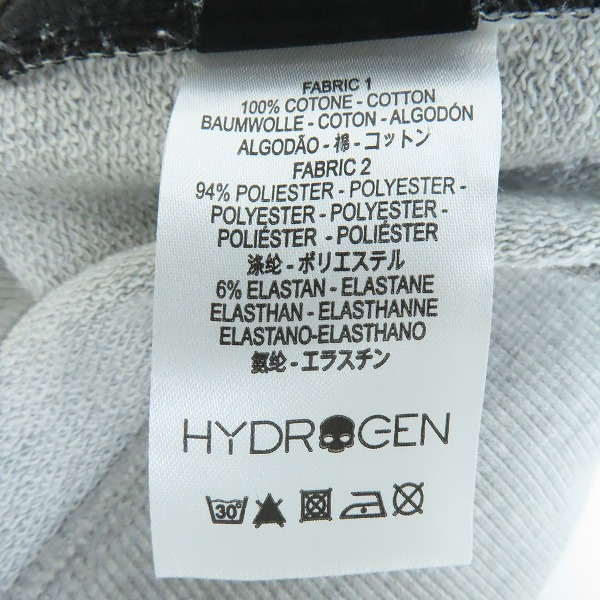 FABRIC 1
100% COTONE - COTTON
BAUMWOLLE - COTON - ALGODÓN
ALGODÃO - 棉 - コットン
FABRIC 2
94% POLIESTER - POLYESTER -
POLYESTER - POLYESTER -
POLIÉSTER - POLIÉSTER
涤纶 - ポリエステル
6% ELASTAN - ELASTANE
ELASTHAN - ELASTHANNE
ELASTANO-ELASTHANO
氨纶 - エラスチン
HYDROGEN
30°